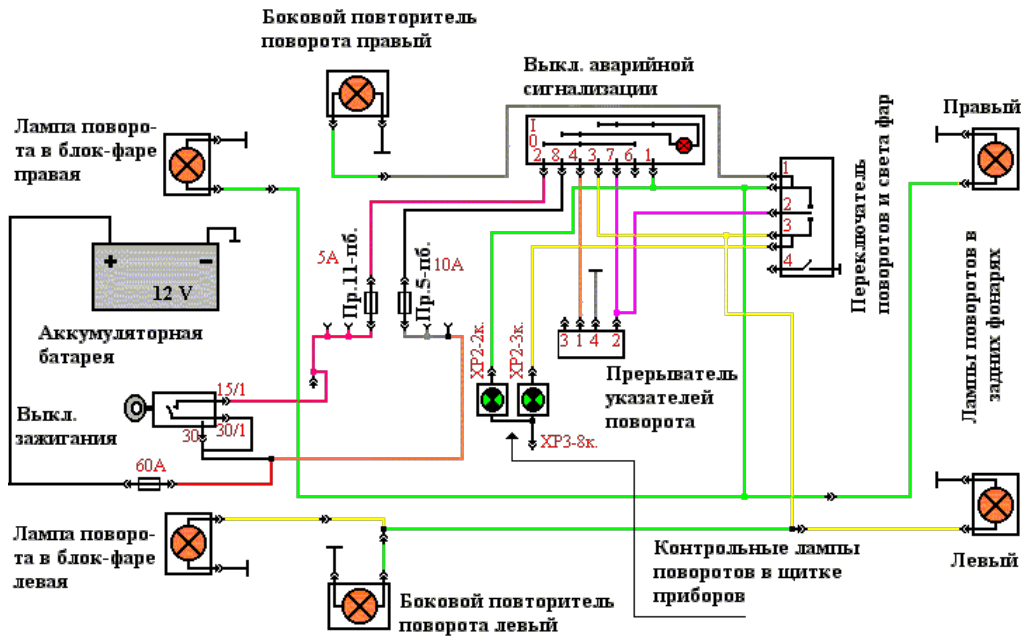 Боковой повторитель
поворота правый
Выкл. аварийной
сигнализации
Правый
Лампа поворо-
та в блок-фаре
правая
I
0
2 8 4 3 7 6 1
1
2
3
4
Переключатель
поворотов и света фар
Лампы поворотов в
задних фонарях
+ −
12 V
Аккумуляторная
батарея
5А
Пр.11-пб.
Пр.5-пб.
10А
3 1 4 2
Прерыватель
указателей
поворота
ХР2-2к.
ХР2-3к.
ХР3-8к.
15/1
30/1
30
Выкл.
зажигания
60А
Лампа поворо-
та в блок-фаре
левая
Контрольные лампы
поворотов в щитке
приборов
Левый
Боковой повторитель
поворота левый